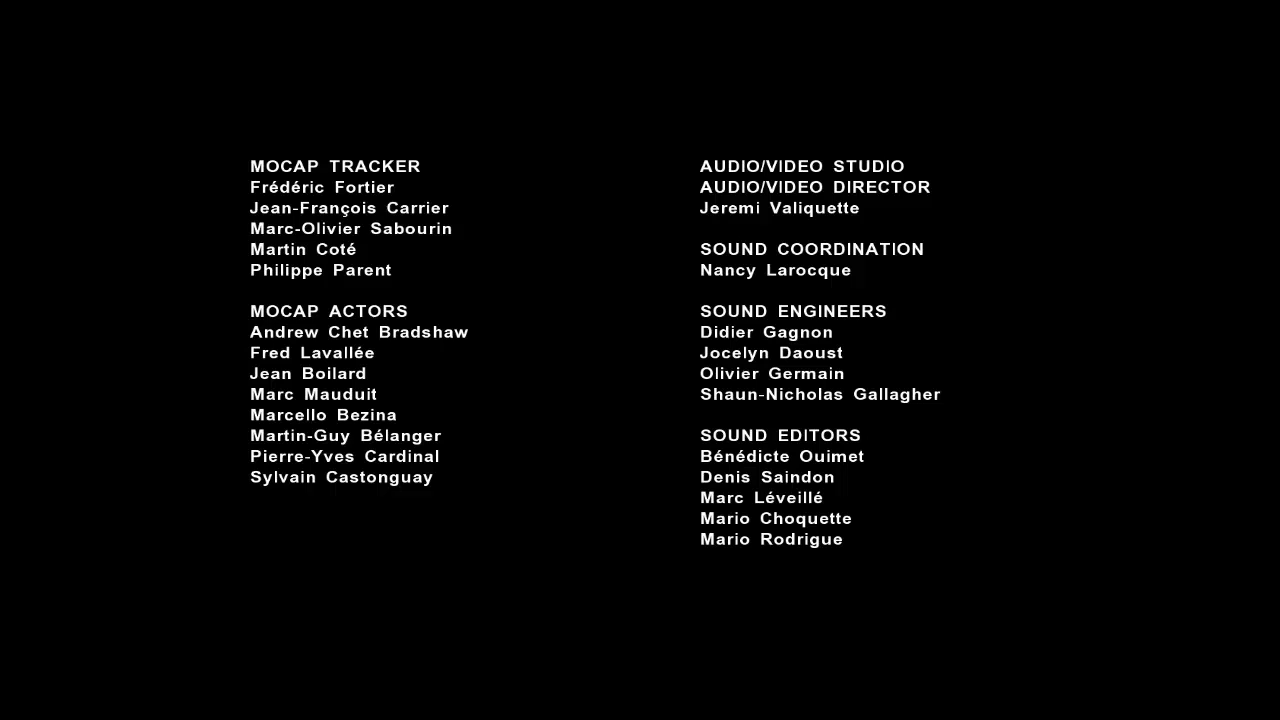 MOCAP TRACKER
Frédéric Fortier
Jean-François Carrier
Marc-Olivier Sabourin
Martin Coté
Philippe Parent
MOCAP ACTORS
Andrew Chet Bradshaw
Fred Lavallée
Jean Boilard
Marc Mauduit
Marcello Bezina
Martin-Guy Bélanger
Pierre-Yves Cardinal
Sylvain Castonguay
AUDIO/VIDEO STUDIO
AUDIO/VIDEO DIRECTOR
Jeremi Valiquette
SOUND COORDINATION
Nancy Larocque
SOUND ENGINEERS
Didier Gagnon
Jocelyn Daoust
Olivier Germain
Shaun-Nicholas Gallagher
SOUND EDITORS
Bénédicte Ouimet
Denis Saindon
Marc Léveillé
Mario Choquette
Mario Rodrigue